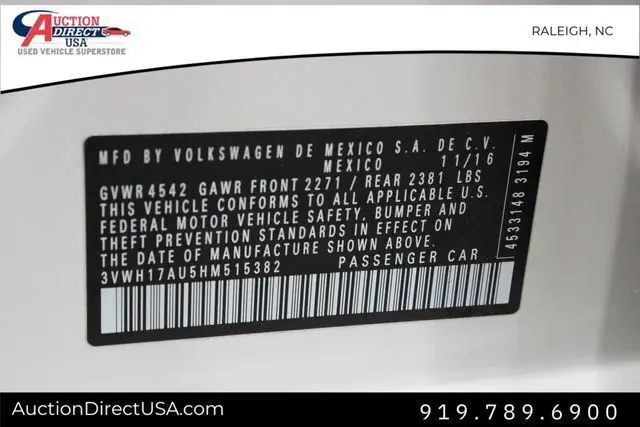 AUCTION
DIRECT
USA
USED VEHICLE SUPERSTORE
RALEIGH, NC
MFD BY VOLKSWAGEN DE MEXICO S.A. DE C.V.
MEXICO 11/16
GVWR 4542 GAWR FRONT 2271 / REAR 2381 LBS
THIS VEHICLE CONFORMS TO ALL APPLICABLE U.S.
FEDERAL MOTOR VEHICLE SAFETY, BUMPER AND
THEFT PREVENTION STANDARDS IN EFFECT ON
THE DATE OF MANUFACTURE SHOWN ABOVE.
3VWH17AU5HM515382 PASSENGER CAR
4533148 3194 M
AuctionDirectUSA.com
919.789.6900